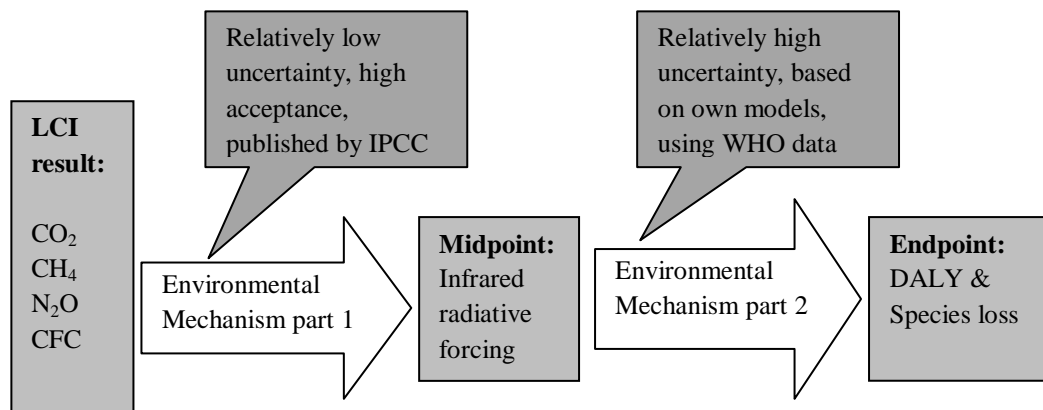 Relatively low
uncertainty, high
acceptance,
published by IPCC
Relatively high
uncertainty, based
on own models,
using WHO data
LCI
result:
CO₂
CH₄
N₂O
CFC
Environmental
Mechanism part 1
Midpoint:
Infrared
radiative
forcing
Environmental
Mechanism part 2
Endpoint:
DALY &
Species loss